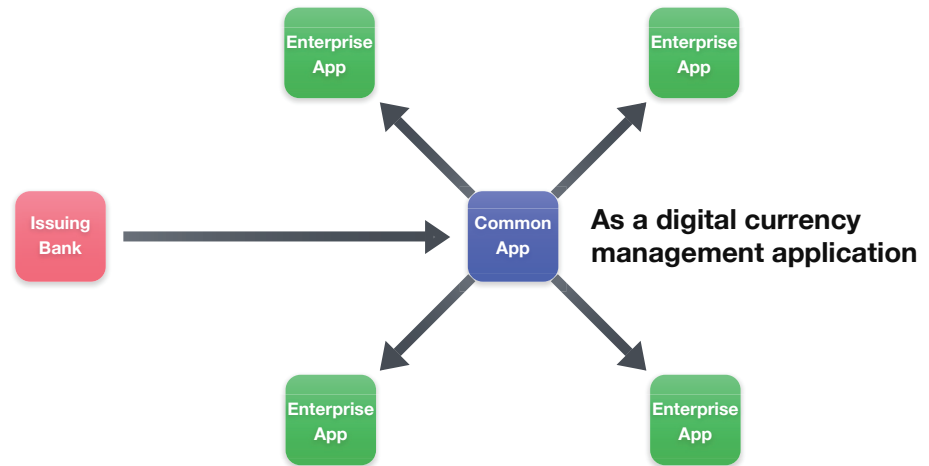 Enterprise
App
Enterprise
App
Issuing
Bank
Common
App
As a digital currency
management application
Enterprise
App
Enterprise
App